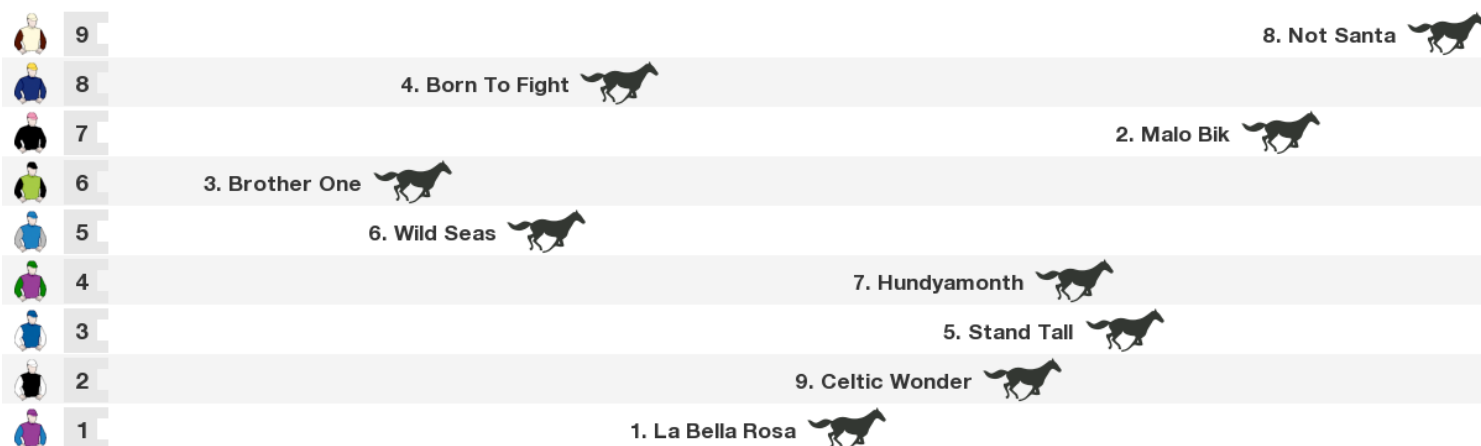 9 8. Not Santa
8 4. Born To Fight
7 2. Malo Bik
6 3. Brother One
5 6. Wild Seas
4 7. Hundyamonth
3 5. Stand Tall
2 9. Celtic Wonder
1 1. La Bella Rosa